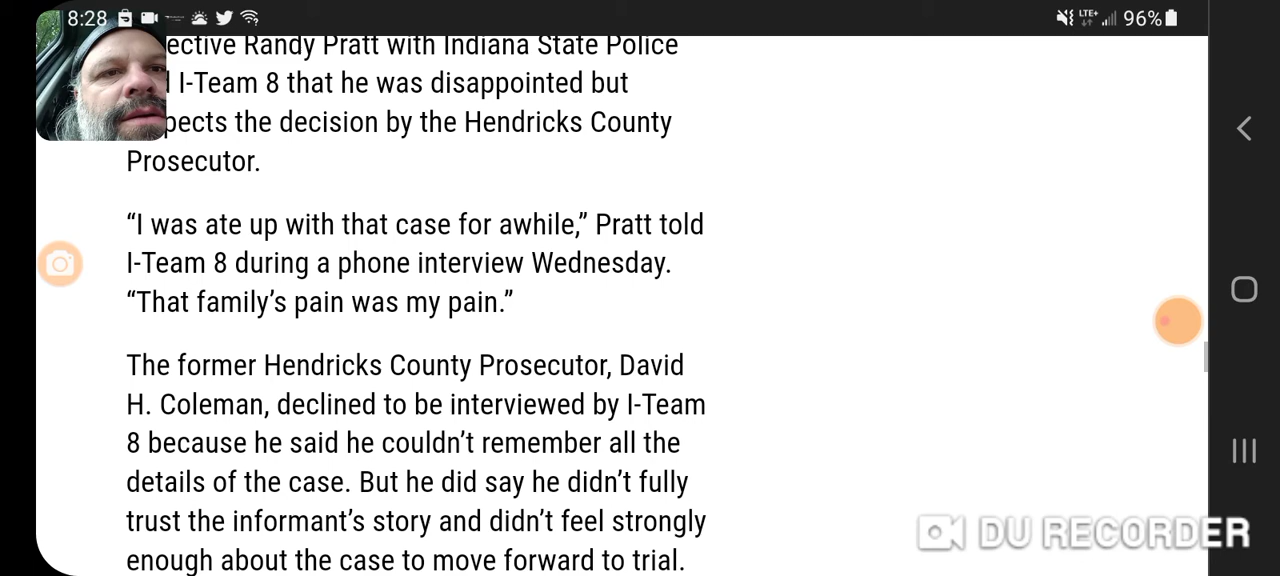 8:28
LTE+
96%
ective Randy Pratt with Indiana State Police
I-Team 8 that he was disappointed but
pects the decision by the Hendricks County
Prosecutor.
“I was ate up with that case for awhile,” Pratt told
I-Team 8 during a phone interview Wednesday.
“That family’s pain was my pain.”
The former Hendricks County Prosecutor, David
H. Coleman, declined to be interviewed by I-Team
8 because he said he couldn’t remember all the
details of the case. But he did say he didn’t fully
trust the informant’s story and didn’t feel strongly
enough about the case to move forward to trial.
DU RECORDER